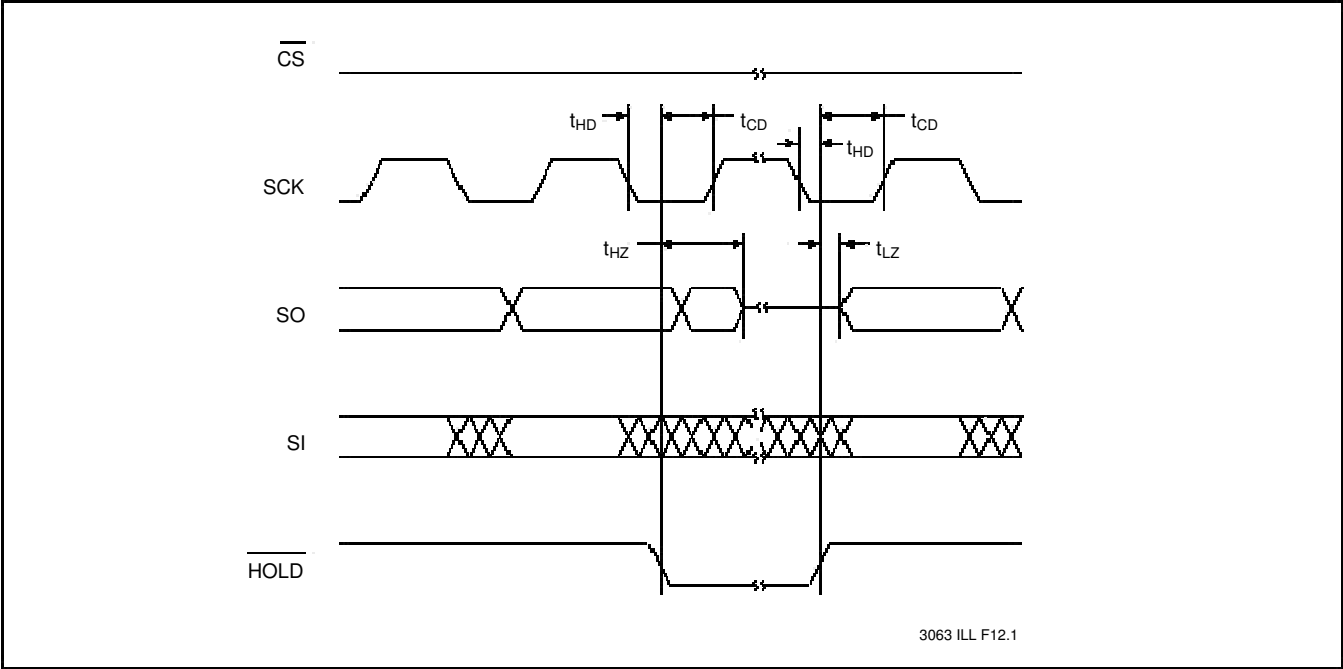 CS
tHD
tCD
tCD
tHD
SCK
tHZ
tLZ
SO
SI
HOLD
3063 ILL F12.1